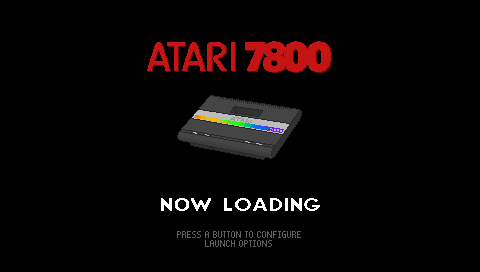 ATARI 7800
NOW LOADING
PRESS A BUTTON TO CONFIGURE
LAUNCH OPTIONS